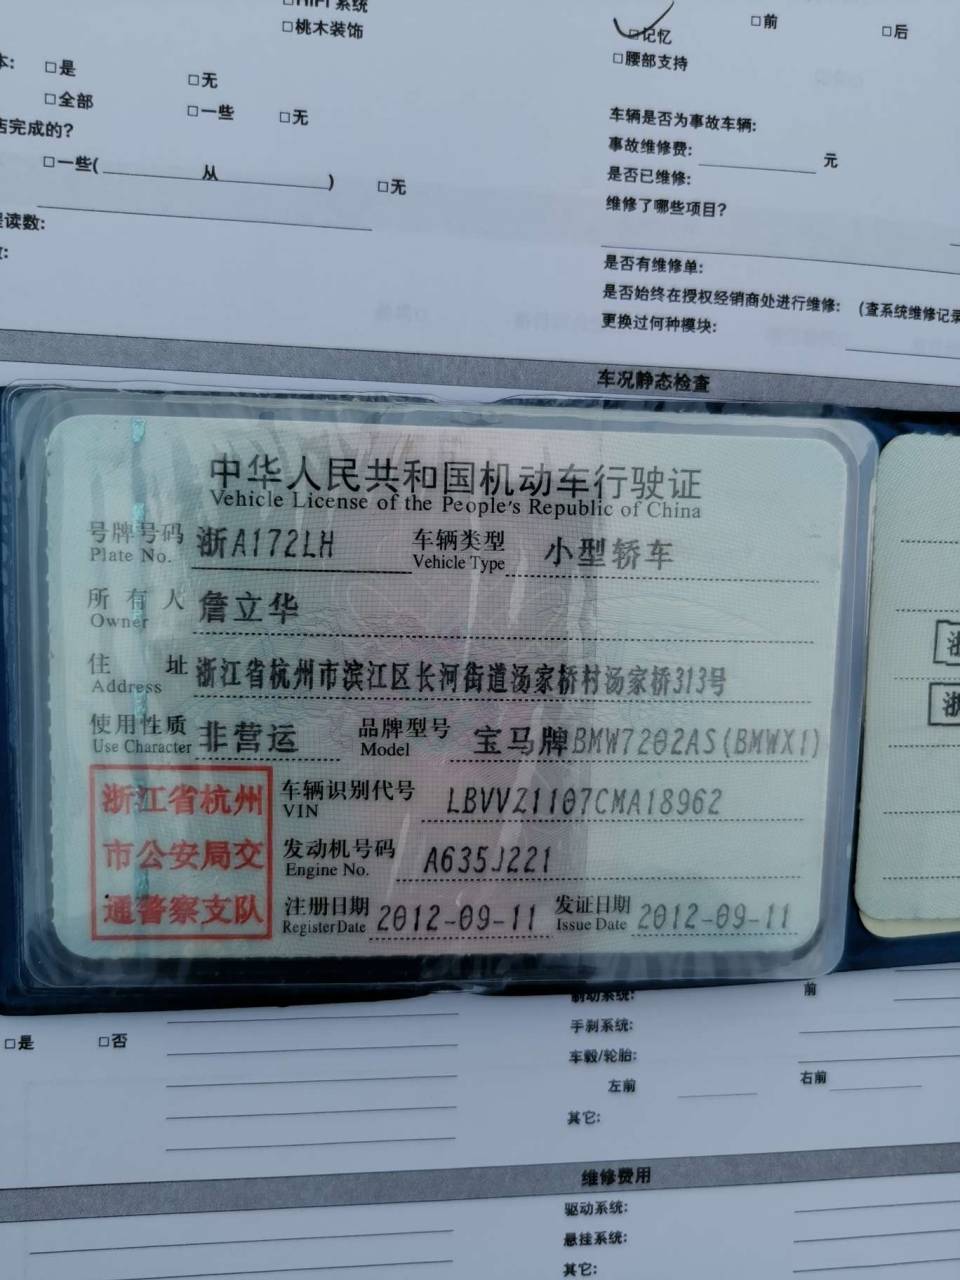 □HIFI 系统
□桃木装饰
□记忆
□前
□后
□腰部支持
本: □是 □无
□全部 □一些 □无
店完成的?
□一些( 从 ) □无
读数:
车辆是否为事故车辆:
事故维修费: 元
是否已维修:
维修了哪些项目?
是否有维修单:
是否始终在授权经销商处进行维修: (查系统维修记录
更换过何种模块:
车况静态检查
中华人民共和国机动车行驶证
Vehicle License of the People's Republic of China
号牌号码 浙A172LH 车辆类型 小型轿车
Plate No. Vehicle Type
所有人 詹立华
Owner
住址 浙江省杭州市滨江区长河街道汤家桥村汤家桥313号
Address
使用性质 非营运 品牌型号 宝马牌BMW7202AS(BMWX1)
Use Character Model
浙江省杭州
市公安局交
通警察支队
车辆识别代号 LBVVZ1107CMA18962
VIN
发动机号码 A635J221
Engine No.
注册日期 2012-09-11 发证日期 2012-09-11
Register Date Issue Date
□是 □否
制动系统: 前
手刹系统:
车毂/轮胎:
左前 右前
其它:
维修费用
驱动系统:
悬挂系统:
其它: